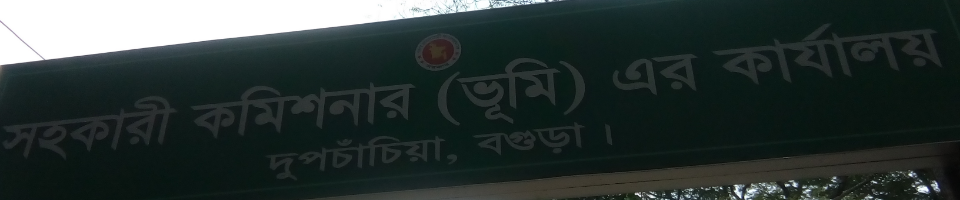 সহকারী কমিশনার (ভূমি) এর কার্যালয়
দুপচাঁচিয়া, বগুড়া।